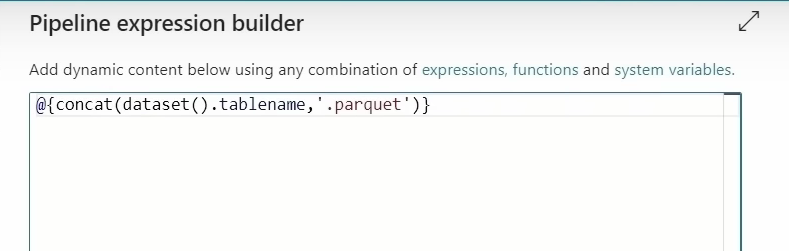 Pipeline expression builder
Add dynamic content below using any combination of expressions, functions and system variables.
@{concat(dataset().tablename,'.parquet')}